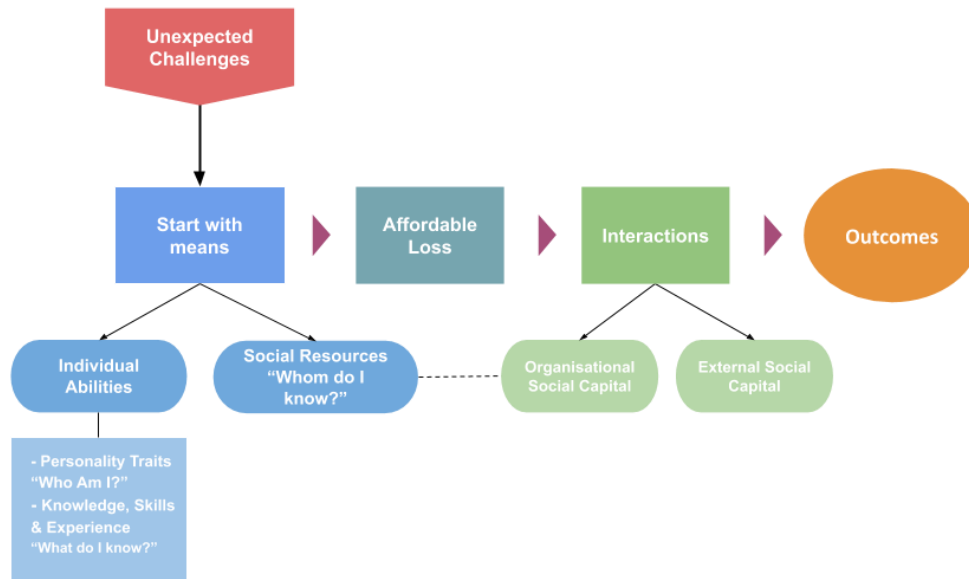 Unexpected
Challenges
Start with
means
Affordable
Loss
Interactions
Outcomes
Individual
Abilities
Social Resources
“Whom do I
know?”
Organisational
Social Capital
External Social
Capital
- Personality Traits
“Who Am I?”
- Knowledge, Skills
& Experience
“What do I know?”